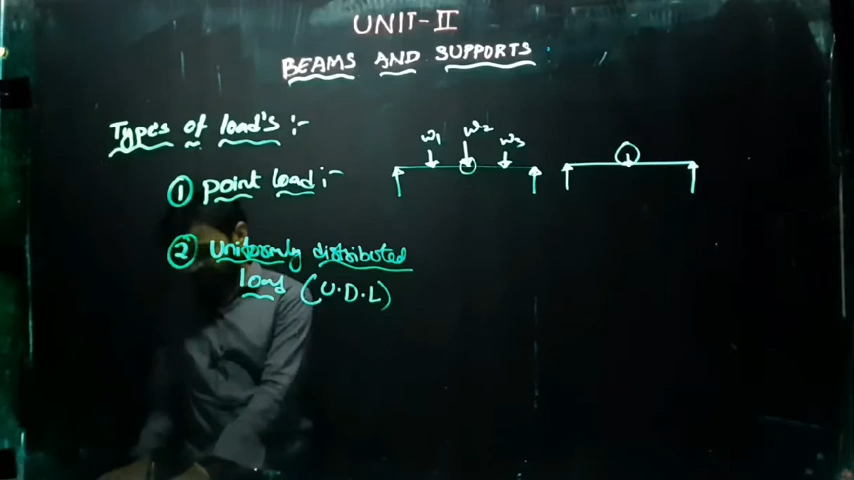 UNIT-II
BEAMS AND SUPPORTS
Types of load's :-
① point load :-
w1 w2 w3
② Uniformly distributed
load (U.D.L)